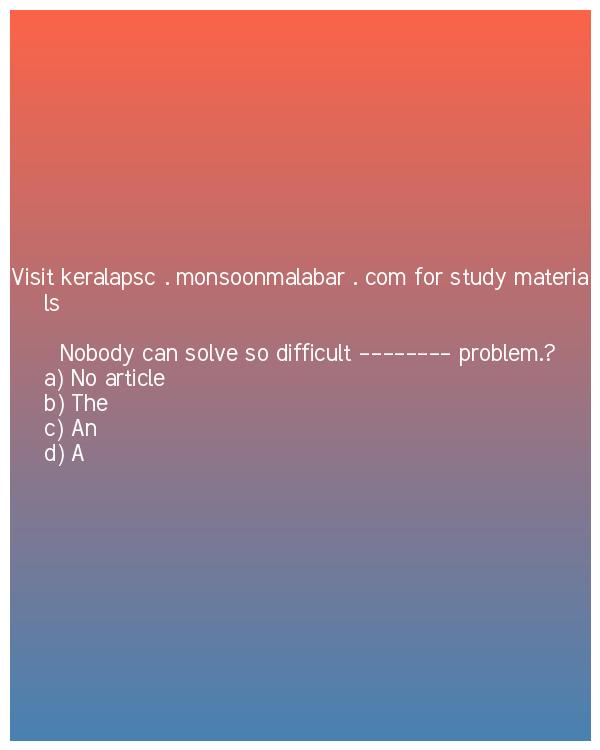 Visit keralapsc . monsoonmalabar . com for study materia
ls
Nobody can solve so difficult -------- problem.?
a) No article
b) The
c) An
d) A